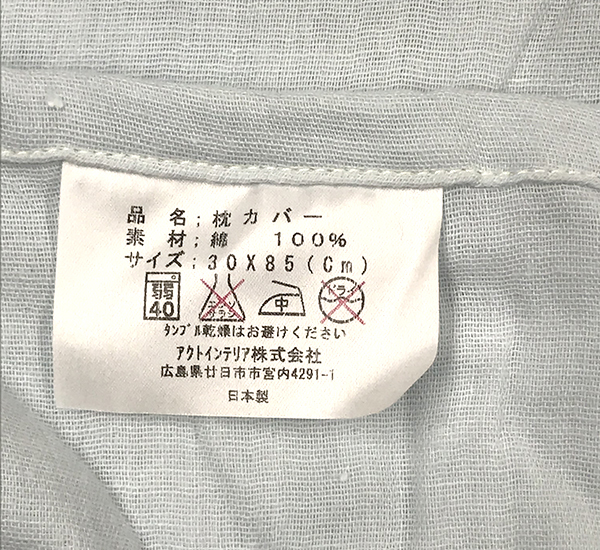 品　名；枕カバー
素　材；綿　100%
サイズ；30X85(Cm)
弱 40 エンソサラシ 中 ドライ
タンブル乾燥はお避けください
アクトインテリア株式会社
広島県廿日市市宮内4291-1
日本製